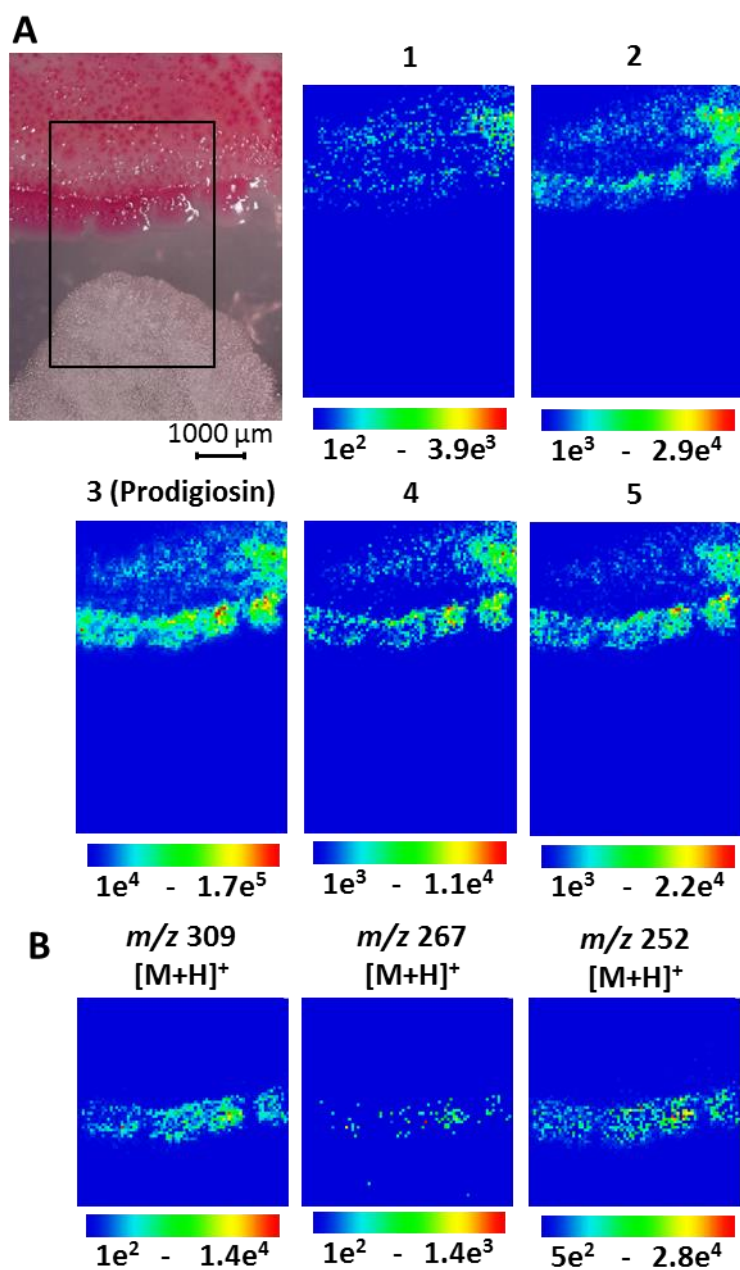 A
1 2
1000 µm
1e² - 3.9e³ 1e³ - 2.9e⁴
3 (Prodigiosin) 4 5
1e⁴ - 1.7e⁵ 1e³ - 1.1e⁴ 1e³ - 2.2e⁴
B
m/z 309 m/z 267 m/z 252
[M+H]⁺ [M+H]⁺ [M+H]⁺
1e² - 1.4e⁴ 1e² - 1.4e³ 5e² - 2.8e⁴